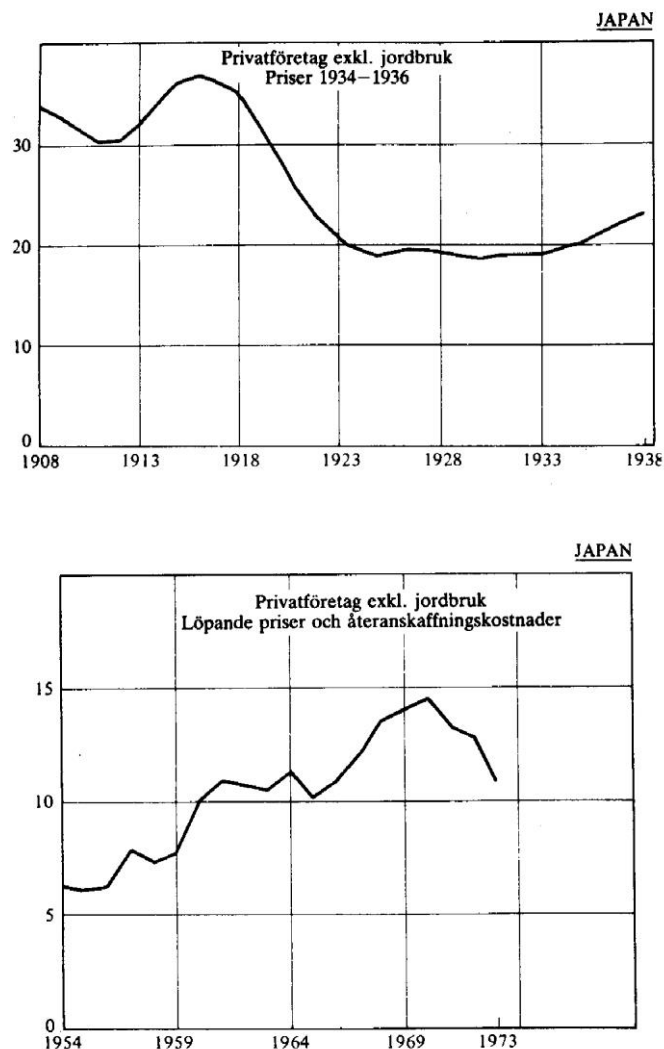 JAPAN
Privatföretag exkl. jordbruk
Priser 1934–1936
30
20
10
0
1908 1913 1918 1923 1928 1933 1938
JAPAN
Privatföretag exkl. jordbruk
Löpande priser och återanskaffningskostnader
15
10
5
0
1954 1959 1964 1969 1973